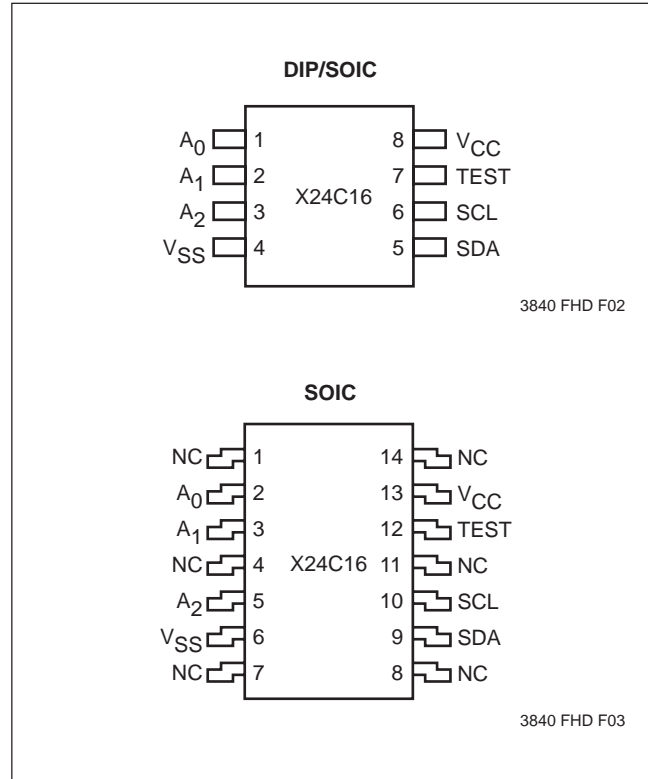 DIP/SOIC
A0 1 8 VCC
A1 2 7 TEST
X24C16
A2 3 6 SCL
VSS 4 5 SDA
3840 FHD F02
SOIC
NC 1 14 NC
A0 2 13 VCC
A1 3 12 TEST
NC 4 X24C16 11 NC
A2 5 10 SCL
VSS 6 9 SDA
NC 7 8 NC
3840 FHD F03